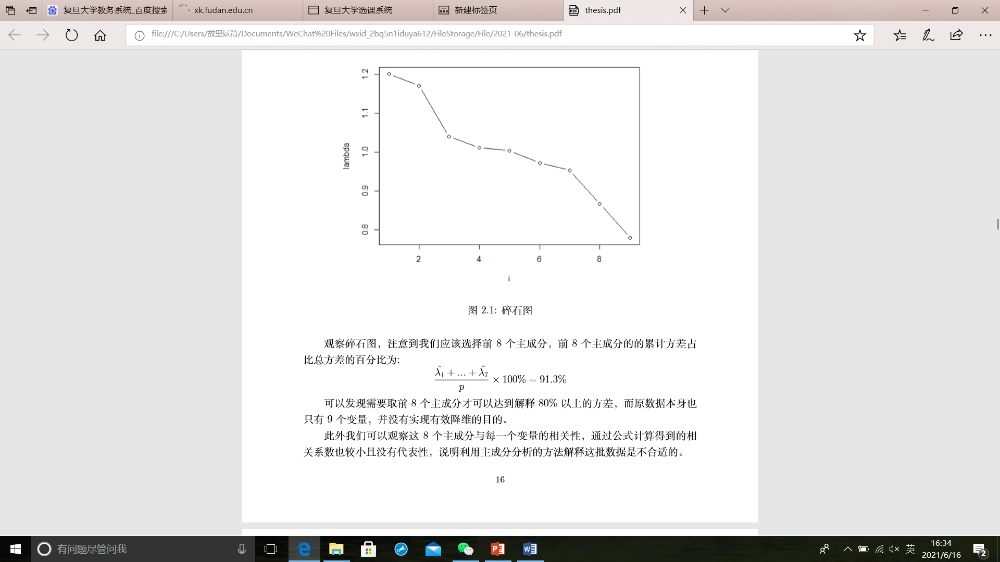 复旦大学教务系统_百度搜索
xk.fudan.edu.cn
复旦大学选课系统
新建标签页
thesis.pdf
file:///C:/Users/故里妖符/Documents/WeChat%20Files/wxid_2bq5n1iduya612/FileStorage/File/2021-06/thesis.pdf
1.2
1.1
1.0
0.9
0.8
lambda
2 4 6 8
i
图 2.1: 碎石图
观察碎石图，注意到我们应该选择前 8 个主成分，前 8 个主成分的的累计方差占
比总方差的百分比为:
$\frac{\hat{\lambda_1} + ... + \hat{\lambda_7}}{p} \times 100\% = 91.3\%$
可以发现需要取前 8 个主成分才可以达到解释 80% 以上的方差，而原数据本身也
只有 9 个变量，并没有实现有效降维的目的。
此外我们可以观察这 8 个主成分与每一个变量的相关性，通过公式计算得到的相
关系数也较小且没有代表性，说明利用主成分分析的方法解释这批数据是不合适的。
16
有问题尽管问我
英
16:34
2021/6/16
2